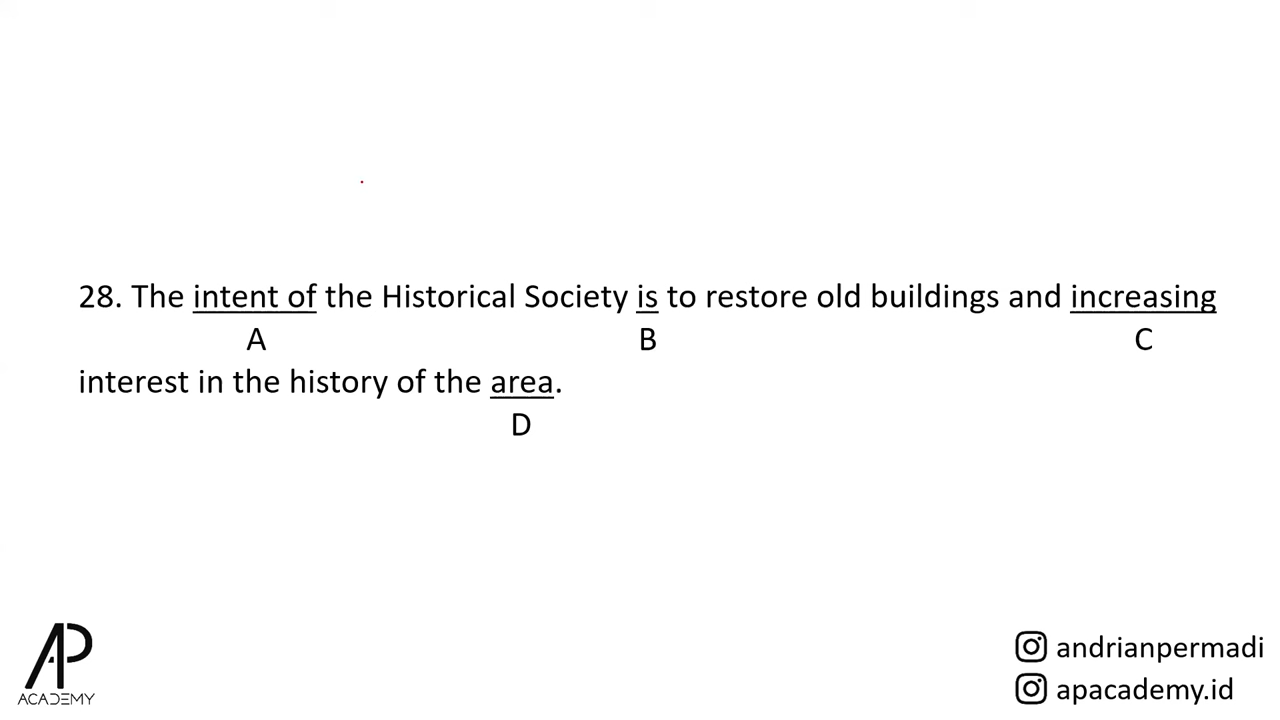 28. The intent of the Historical Society is to restore old buildings and increasing
A B C
interest in the history of the area.
D
AP
ACADEMY
andrianpermadi
apacademy.id